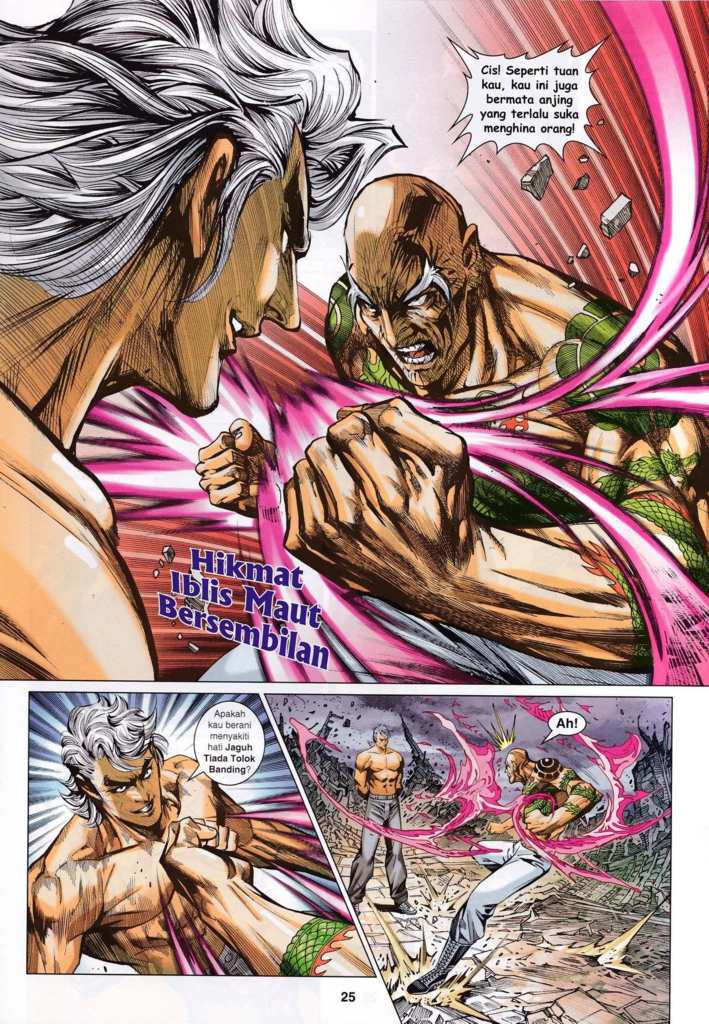 Cis! Seperti tuan
kau, kau ini juga
bermata anjing
yang terlalu suka
menghina orang!
Hikmat
Iblis Maut
Bersembilan
Apakah
kau berani
menyakiti
hati Jaguh
Tiada Tolok
Banding?
Ah!
25